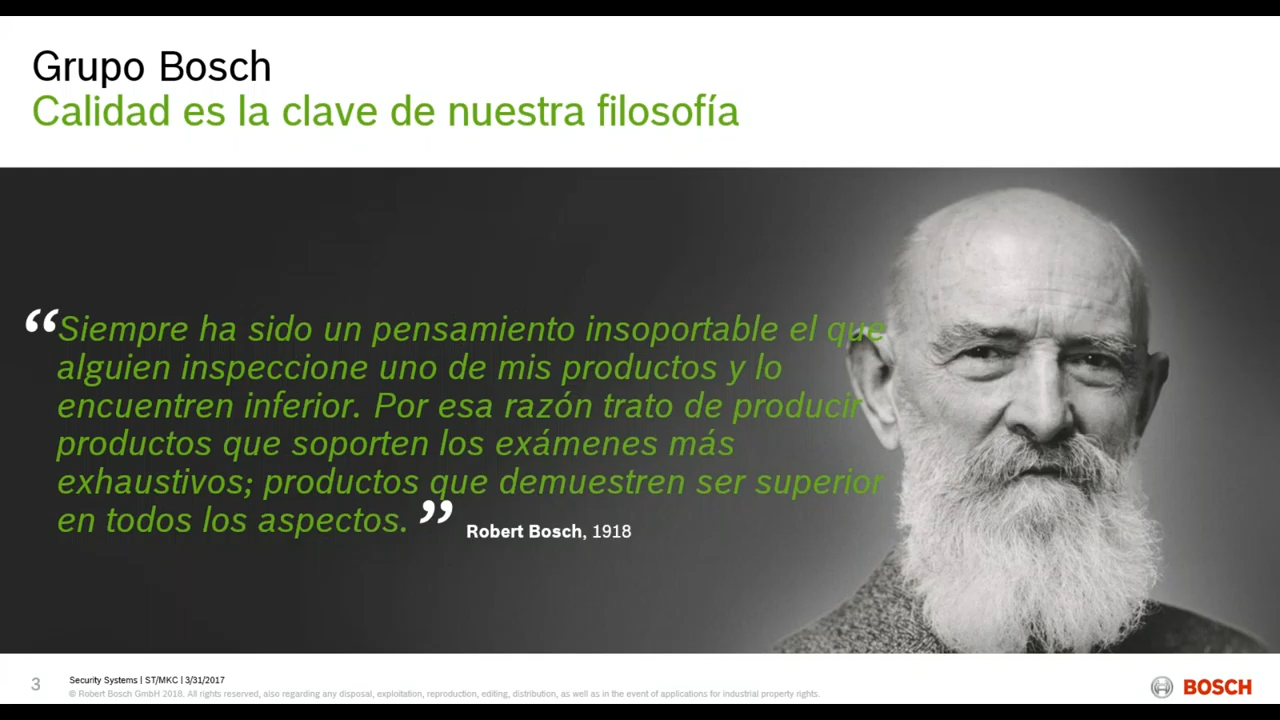 Grupo Bosch
Calidad es la clave de nuestra filosofía
“Siempre ha sido un pensamiento insoportable el que
alguien inspeccione uno de mis productos y lo
encuentren inferior. Por esa razón trato de producir
productos que soporten los exámenes más
exhaustivos; productos que demuestren ser superior
en todos los aspectos.” Robert Bosch, 1918
3
Security Systems | ST/MKC | 3/31/2017
© Robert Bosch GmbH 2018. All rights reserved, also regarding any disposal, exploitation, reproduction, editing, distribution, as well as in the event of applications for industrial property rights.
BOSCH